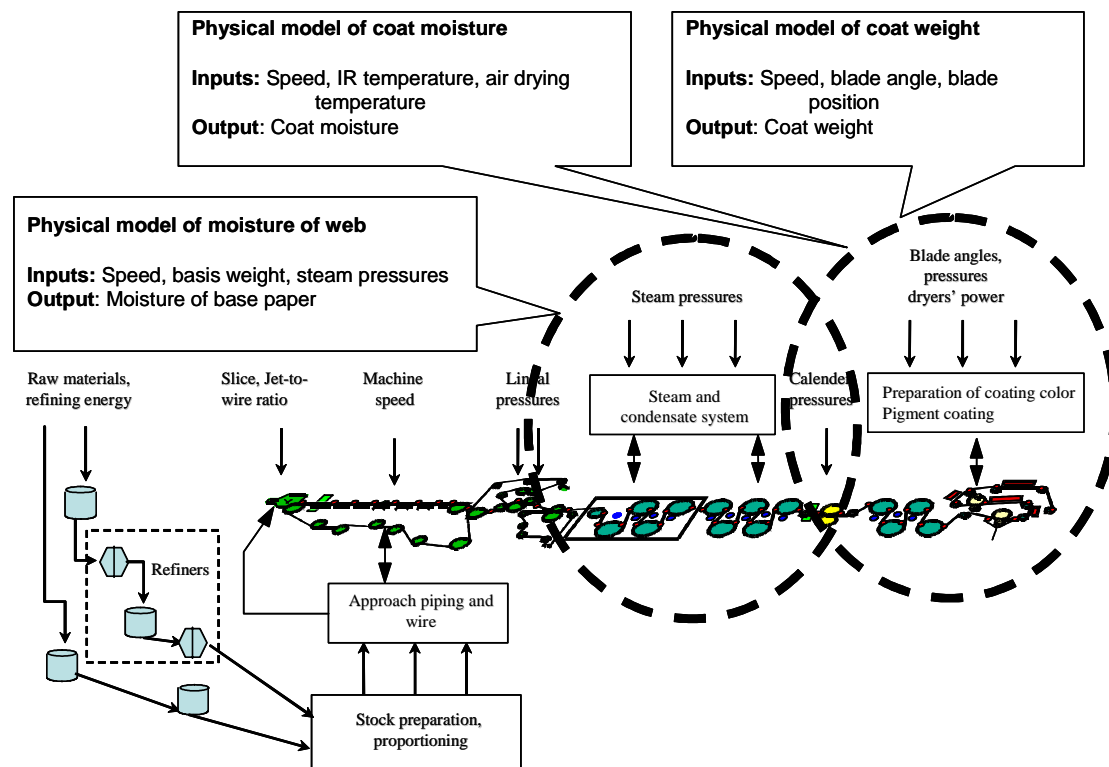 Physical model of coat moisture
Inputs: Speed, IR temperature, air drying
temperature
Output: Coat moisture
Physical model of coat weight
Inputs: Speed, blade angle, blade
position
Output: Coat weight
Physical model of moisture of web
Inputs: Speed, basis weight, steam pressures
Output: Moisture of base paper
Steam pressures
Blade angles,
pressures
dryers' power
Raw materials,
refining energy
Slice, Jet-to-
wire ratio
Machine
speed
Lineal
pressures
Steam and
condensate system
Calender
pressures
Preparation of coating color
Pigment coating
Refiners
Approach piping and
wire
Stock preparation,
proportioning